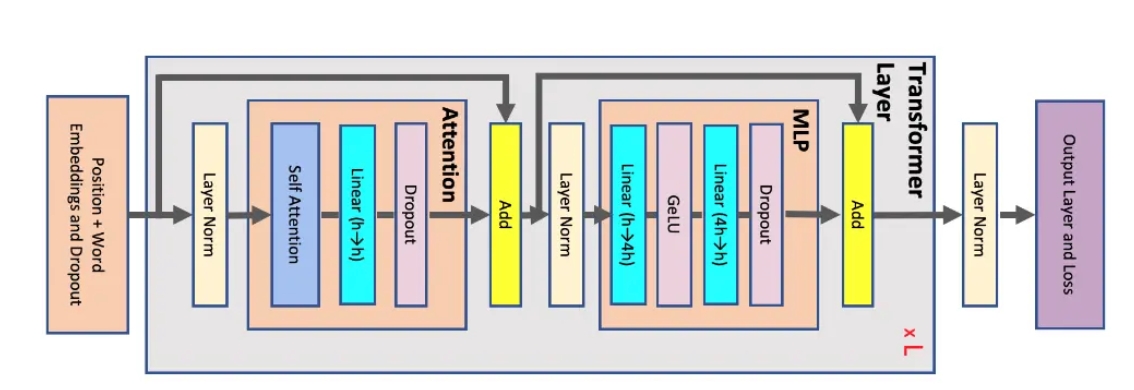 Position + Word
Embeddings and Dropout
Transformer
Layer
Layer Norm
Attention
Self Attention
Linear (h→h)
Dropout
Add
Layer Norm
MLP
Linear (h→4h)
GeLU
Linear (4h→h)
Dropout
Add
x L
Layer Norm
Output Layer and Loss